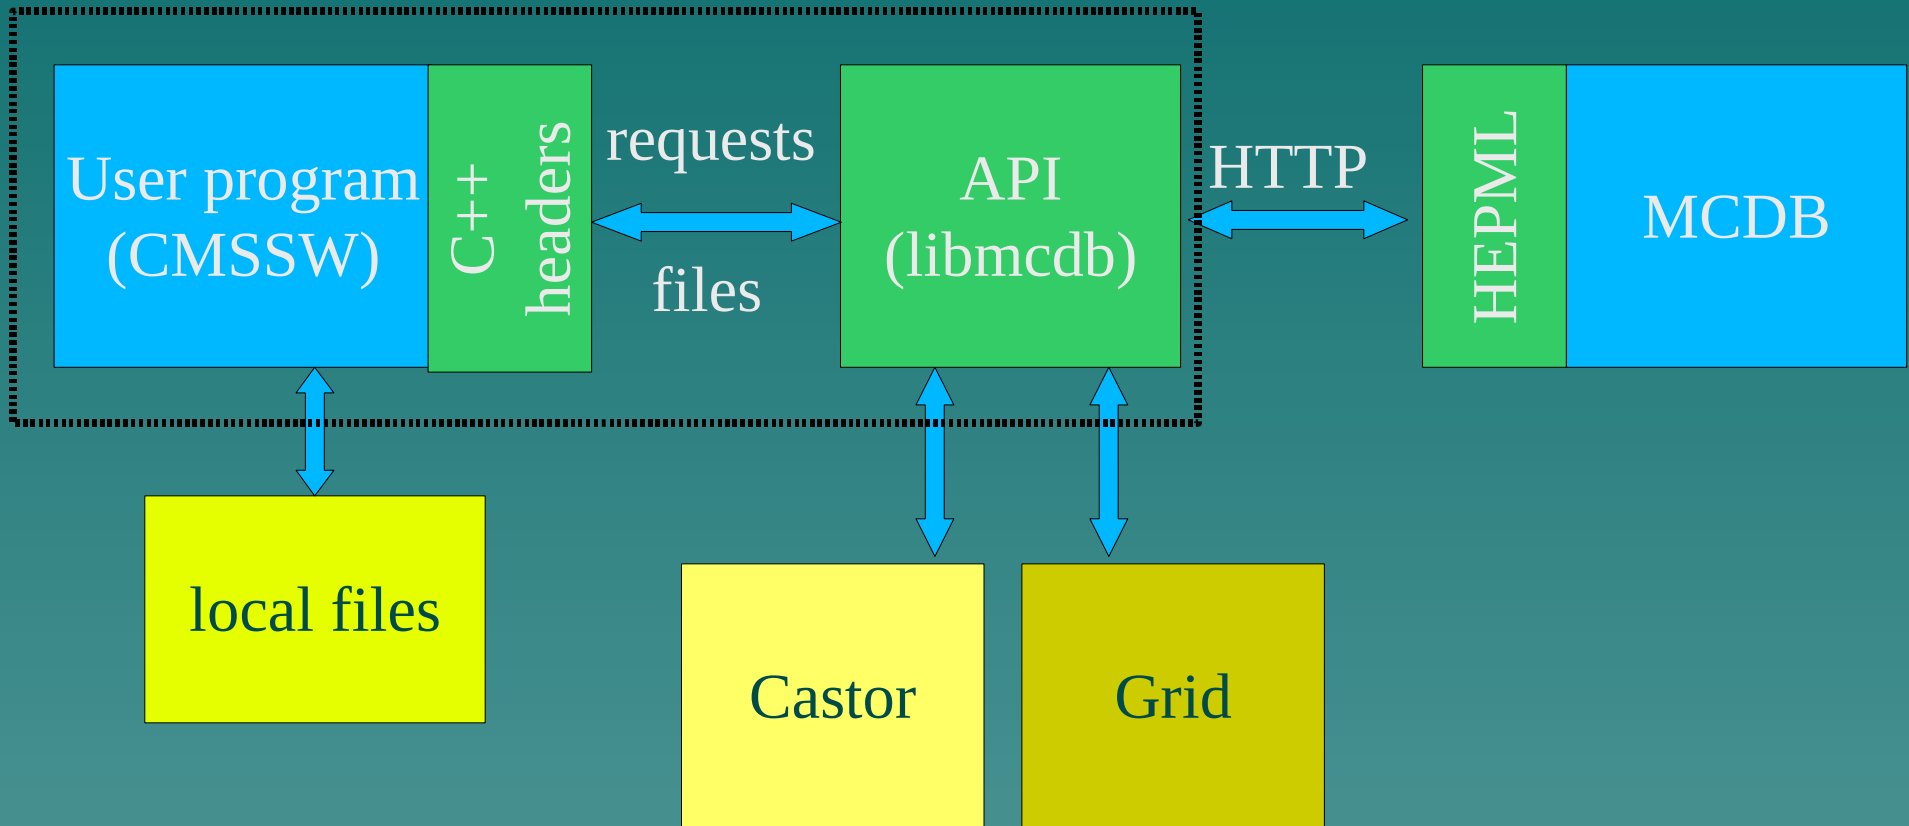 User program
(CMSSW)
C++
headers
requests
files
API
(libmcdb)
HTTP
HEPML
MCDB
local files
Castor
Grid